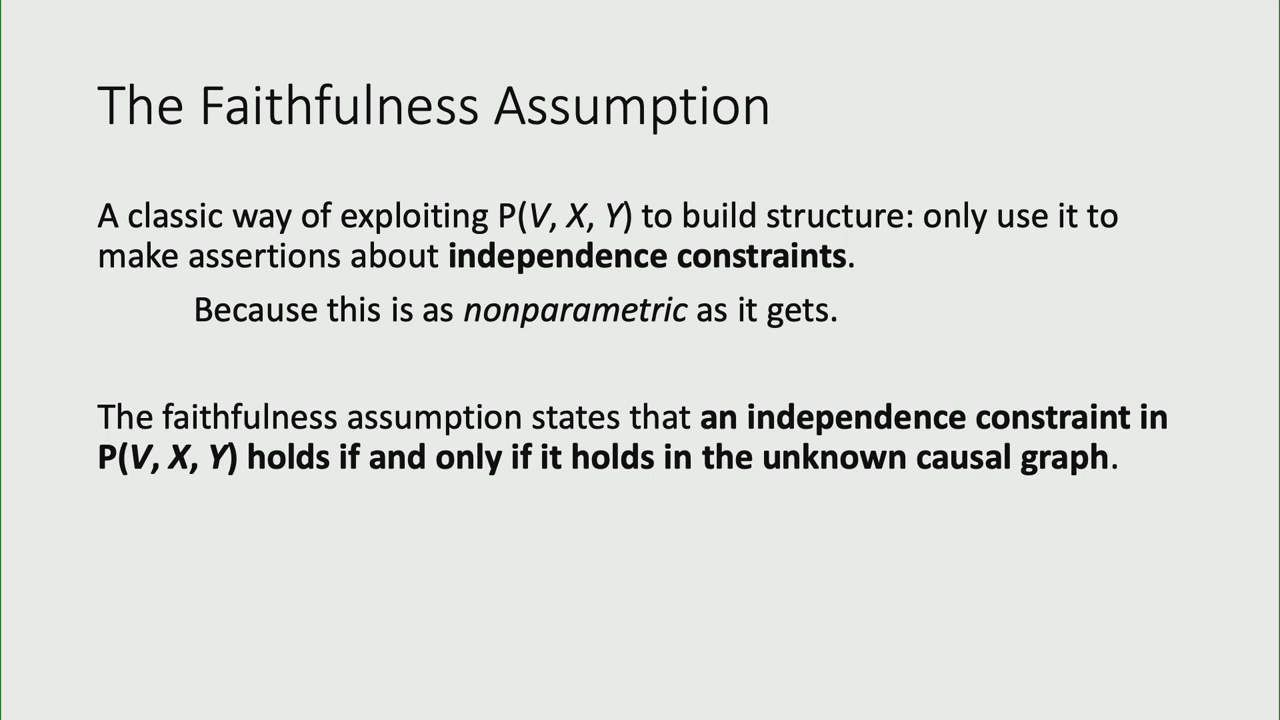 The Faithfulness Assumption
A classic way of exploiting P(V, X, Y) to build structure: only use it to
make assertions about independence constraints.
Because this is as nonparametric as it gets.
The faithfulness assumption states that an independence constraint in
P(V, X, Y) holds if and only if it holds in the unknown causal graph.